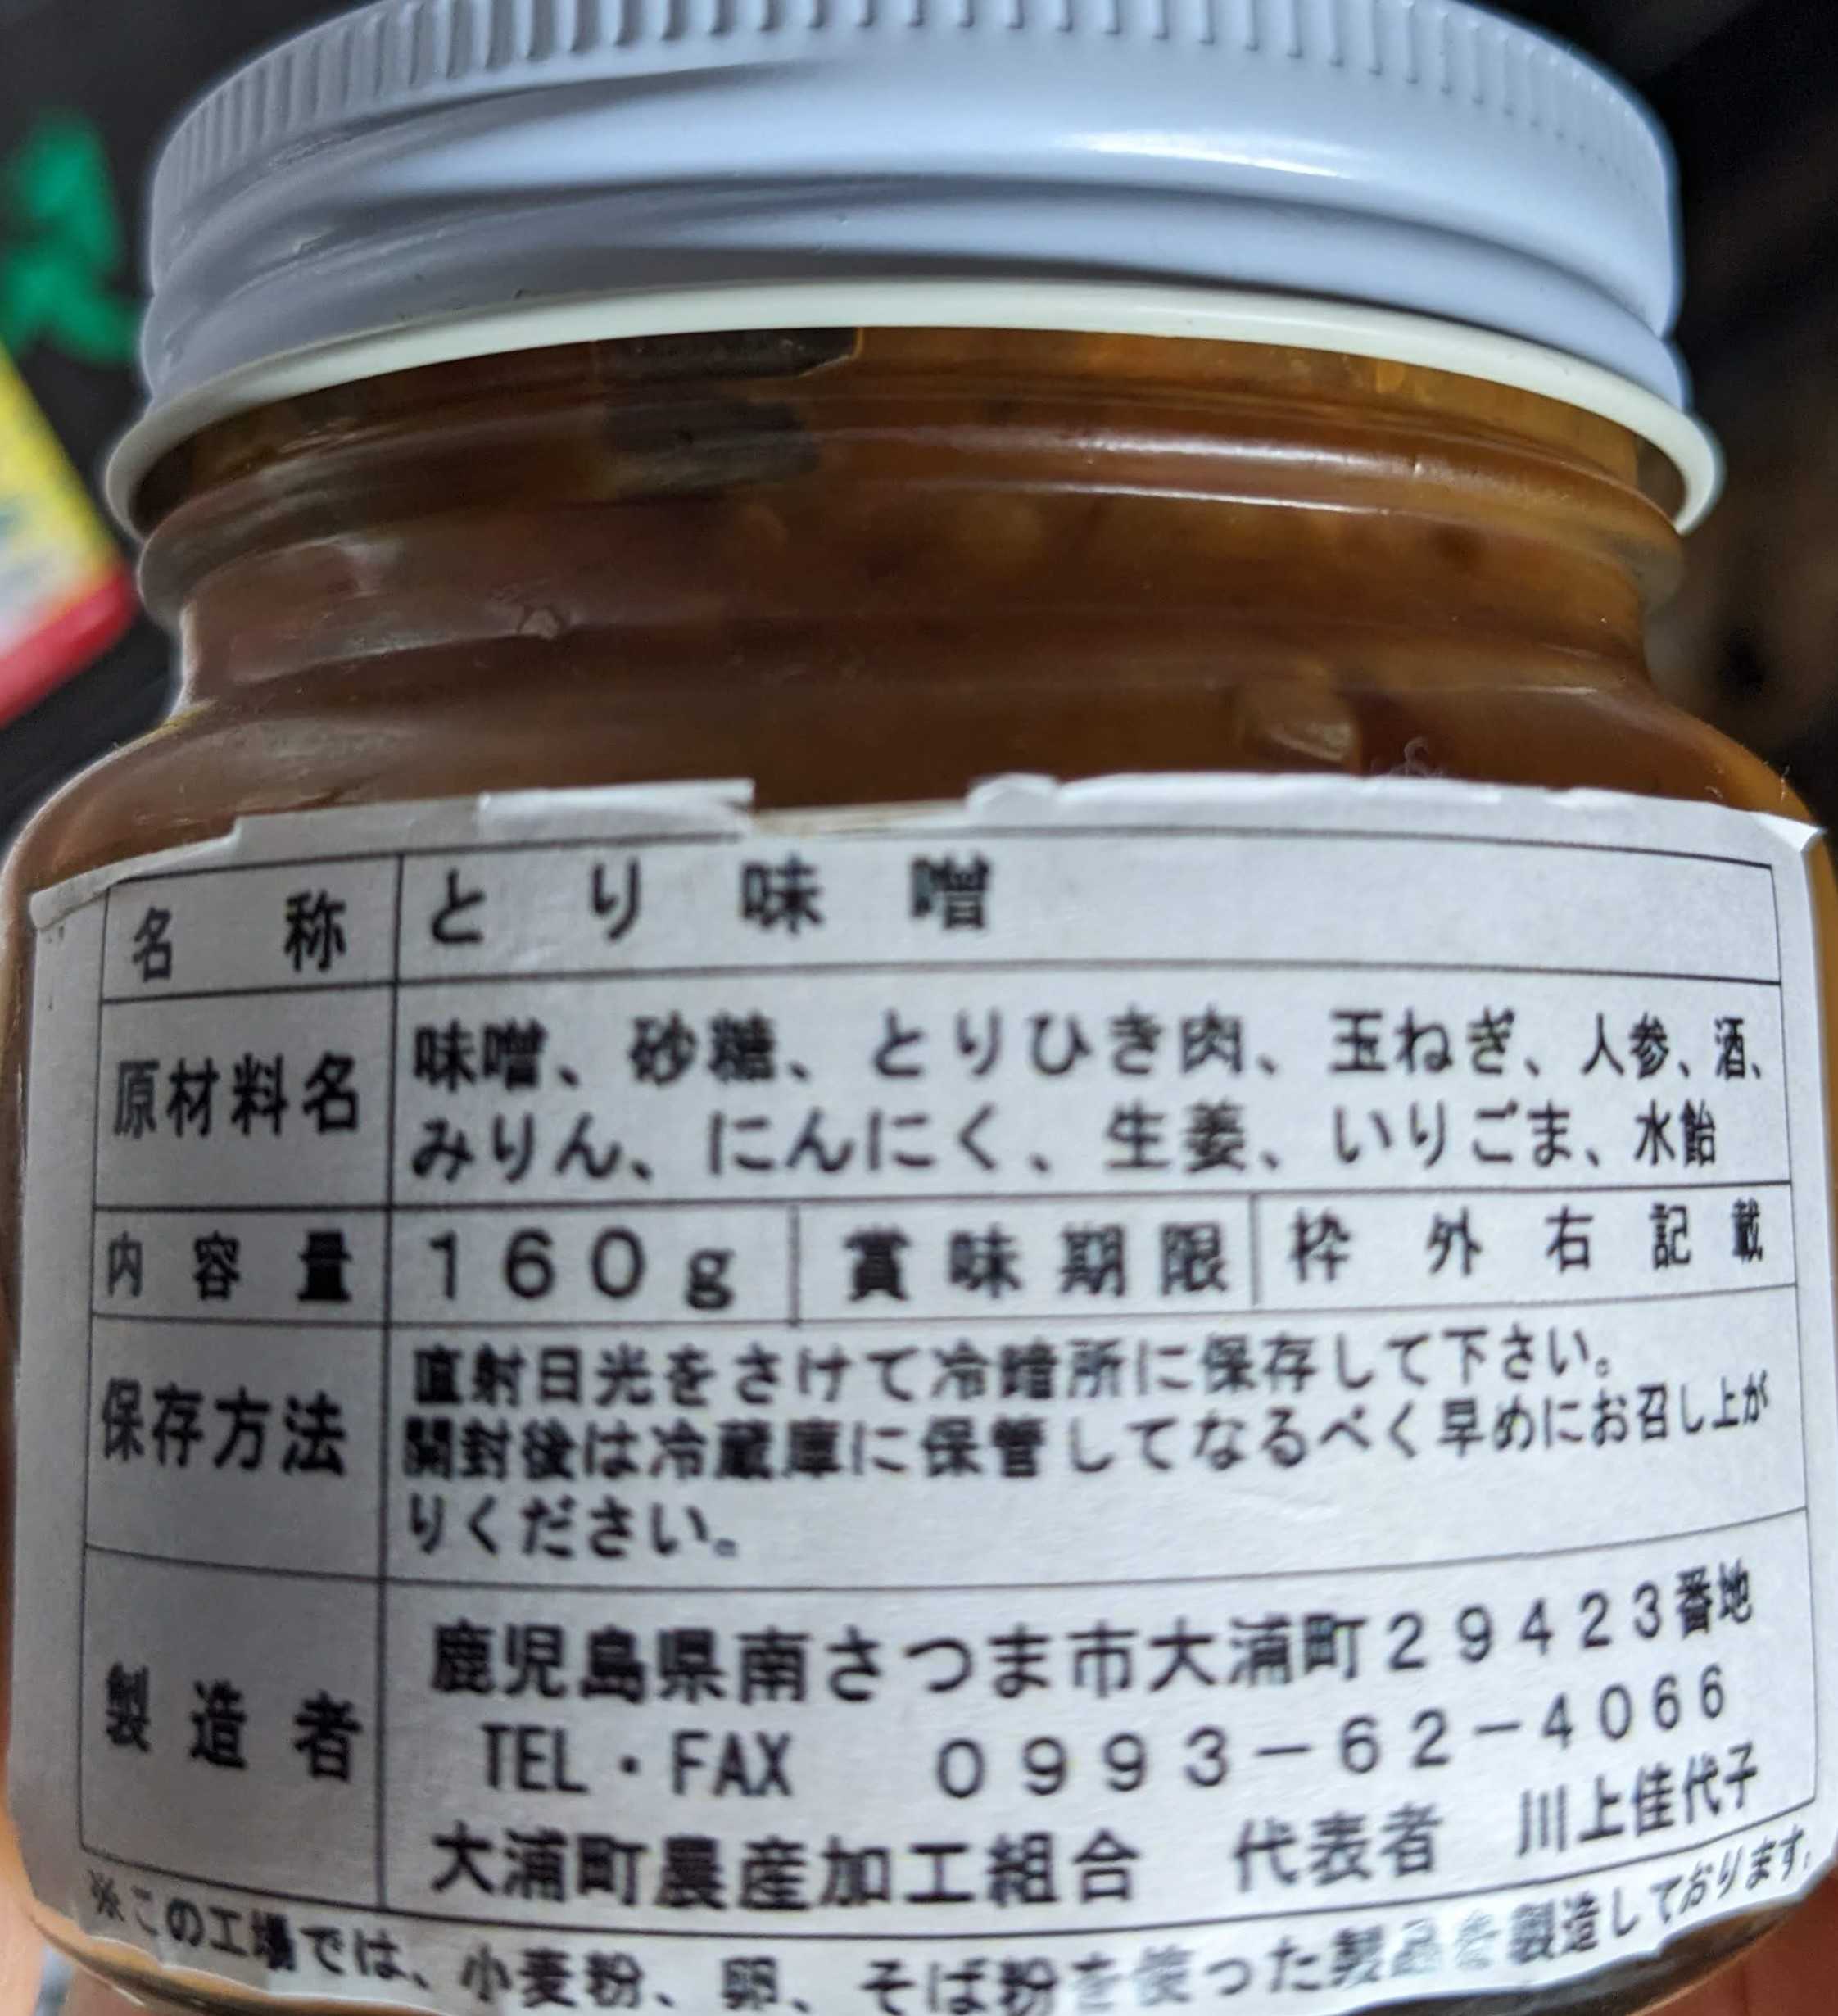 名称 とり味噌
原材料名 味噌、砂糖、とりひき肉、玉ねぎ、人参、酒、
みりん、にんにく、生姜、いりごま、水飴
内容量 160g 賞味期限 枠外右記載
保存方法 直射日光をさけて冷暗所に保存して下さい。
開封後は冷蔵庫に保管してなるべく早めにお召し上が
りください。
製造者 鹿児島県南さつま市大浦町29423番地
TEL・FAX 0993-62-4066
大浦町農産加工組合 代表者 川上佳代子
※この工場では、小麦粉、卵、そば粉を使った製品を製造しております。